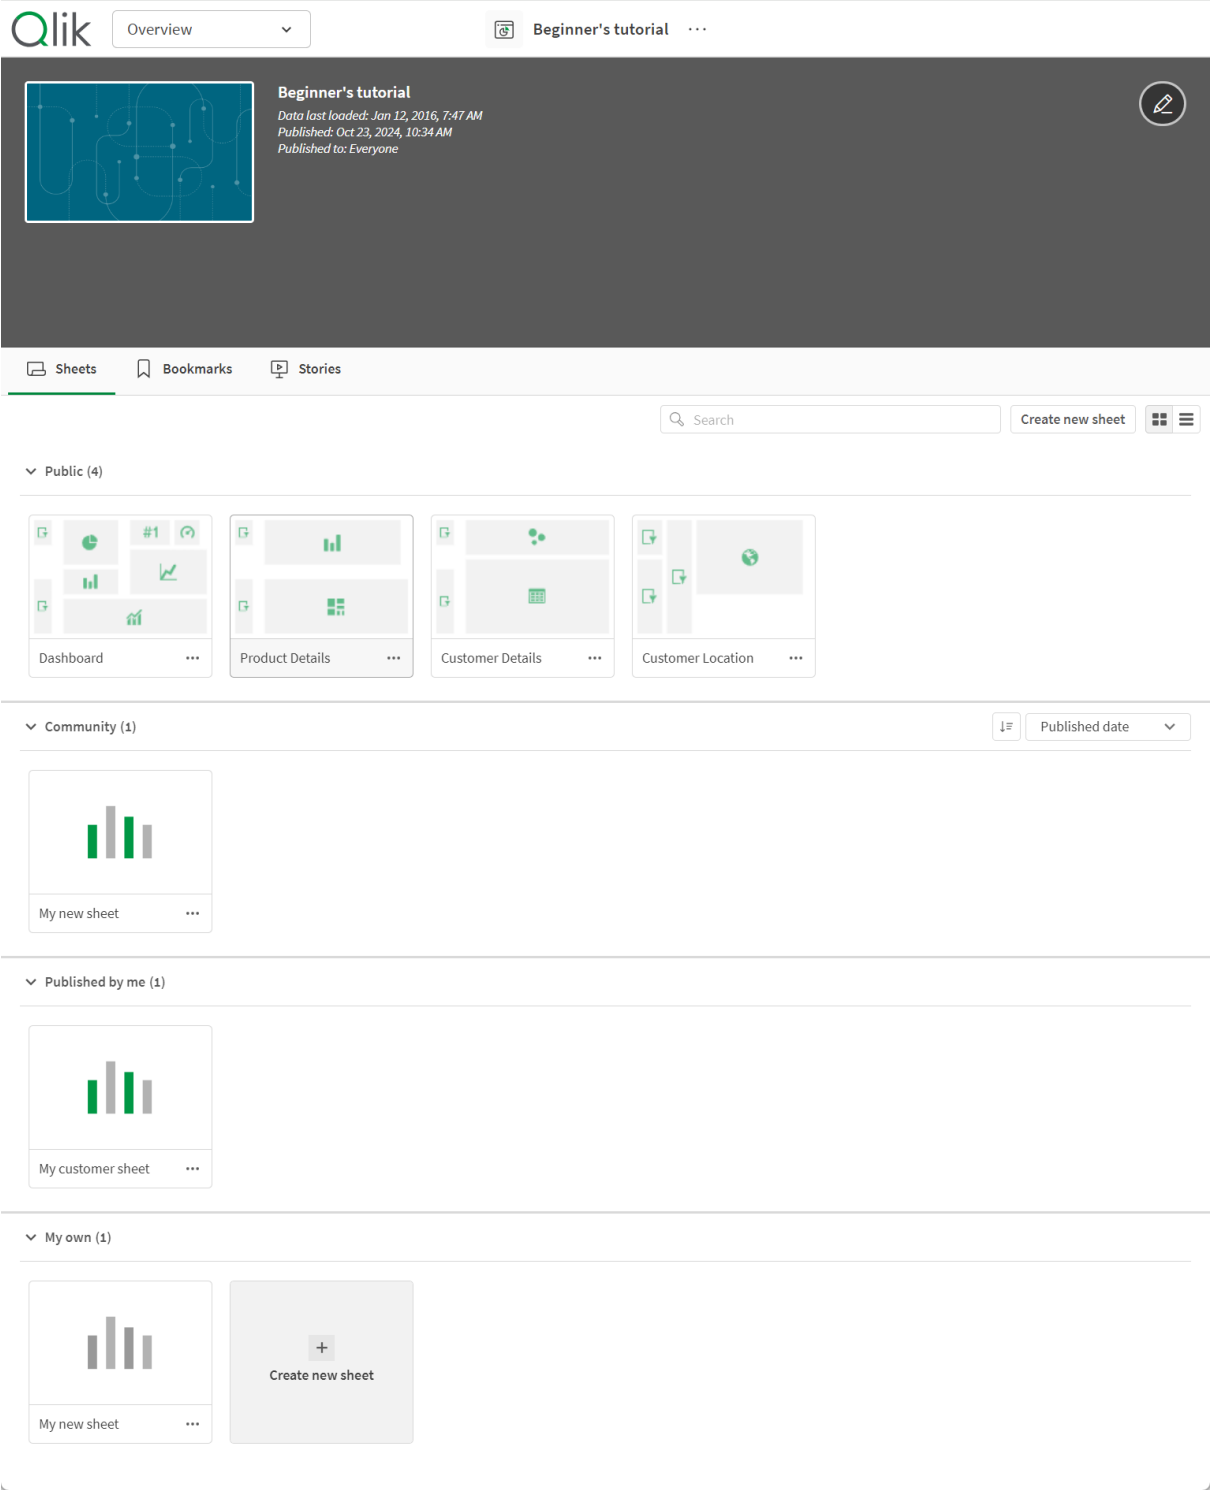 Qlik
Overview
Beginner's tutorial
Beginner's tutorial
Data last loaded: Jan 12, 2016, 7:47 AM
Published: Oct 23, 2024, 10:34 AM
Published to: Everyone
Sheets
Bookmarks
Stories
Search
Create new sheet
Public (4)
#1
Dashboard
Product Details
Customer Details
Customer Location
Community (1)
Published date
My new sheet
Published by me (1)
My customer sheet
My own (1)
Create new sheet
My new sheet